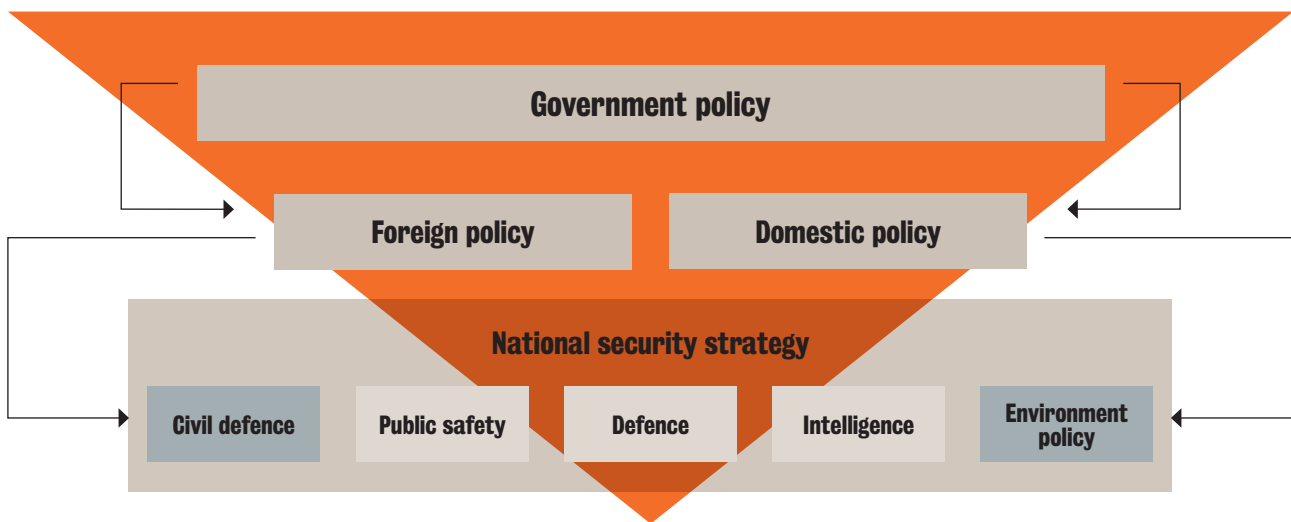 Government policy
Foreign policy
Domestic policy
National security strategy
Civil defence
Public safety
Defence
Intelligence
Environment
policy